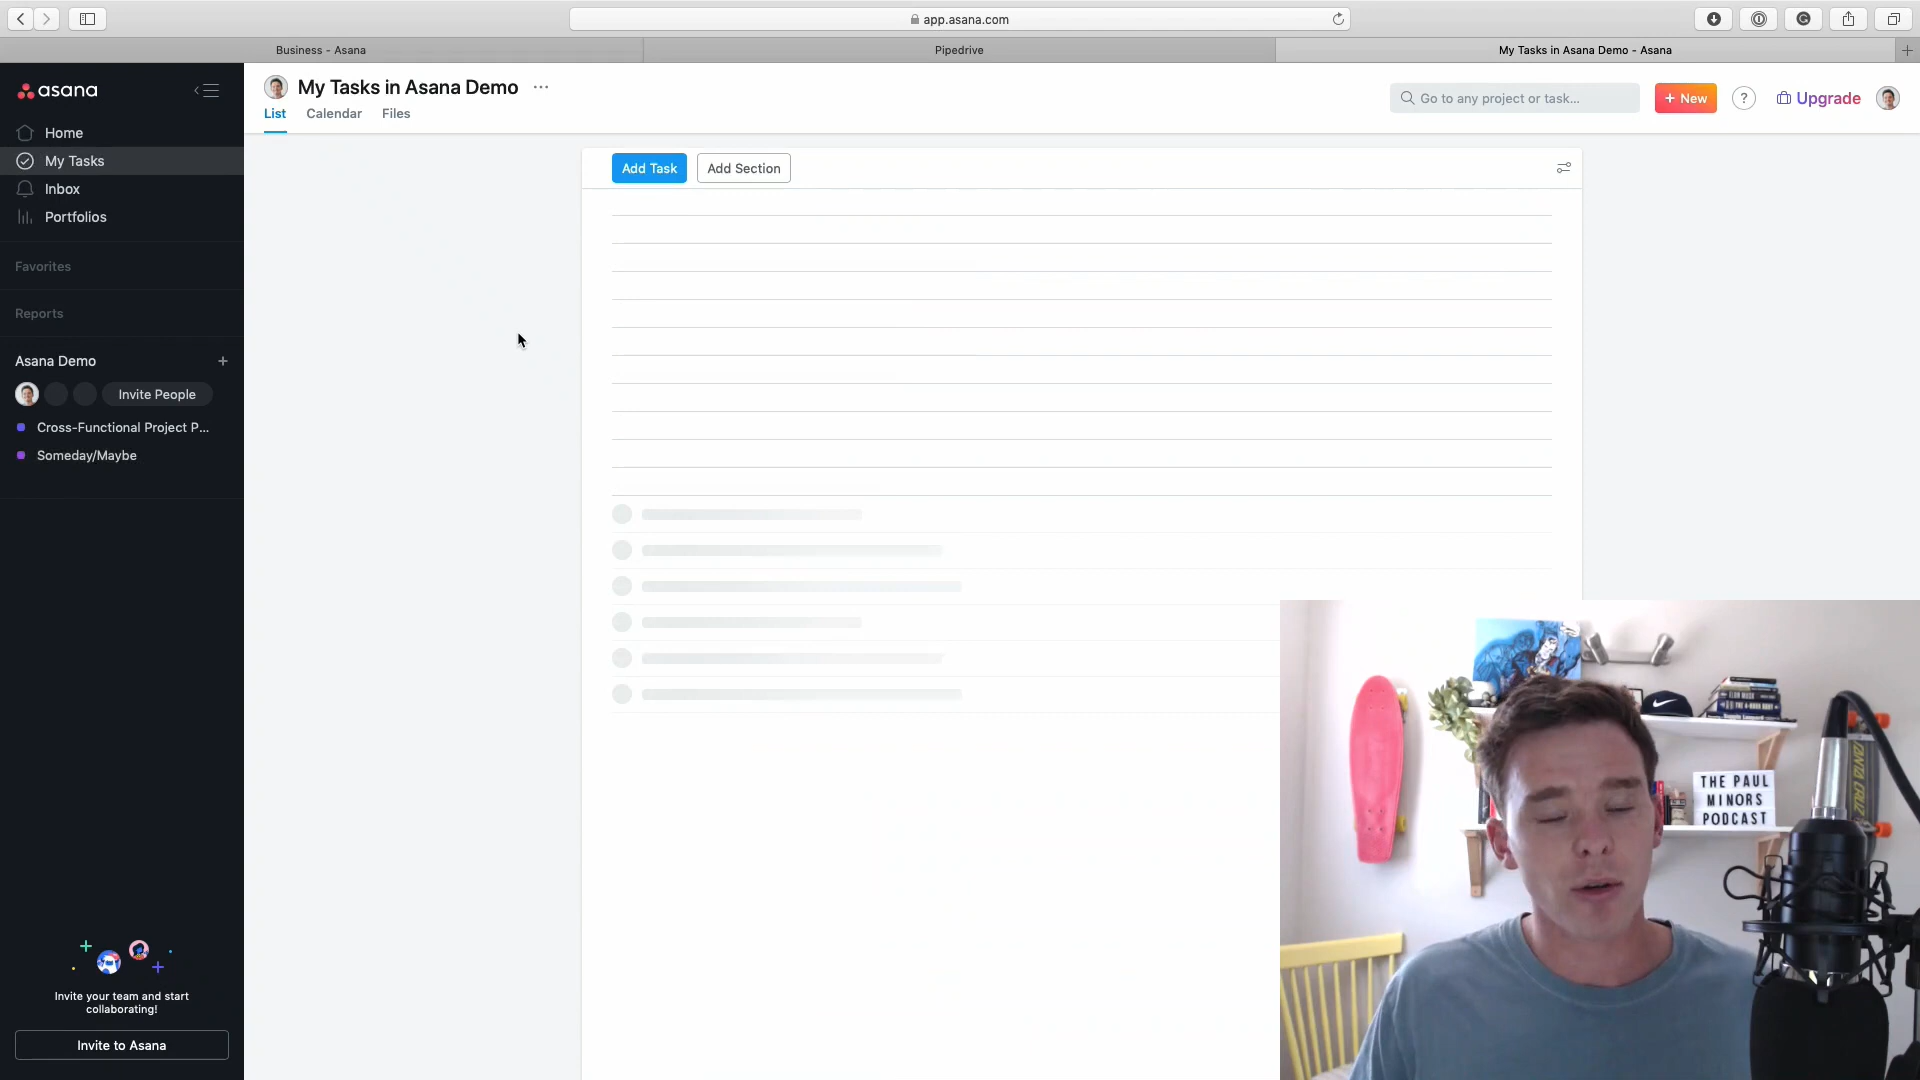 app.asana.com
Business - Asana
Pipedrive
My Tasks in Asana Demo - Asana
asana
My Tasks in Asana Demo
Go to any project or task...
+ New
?
Upgrade
List
Calendar
Files
Home
My Tasks
Inbox
Portfolios
Favorites
Reports
Asana Demo
Invite People
Cross-Functional Project P...
Someday/Maybe
Add Task
Add Section
THE PAUL
MINORS
PODCAST
Invite your team and start
collaborating!
Invite to Asana